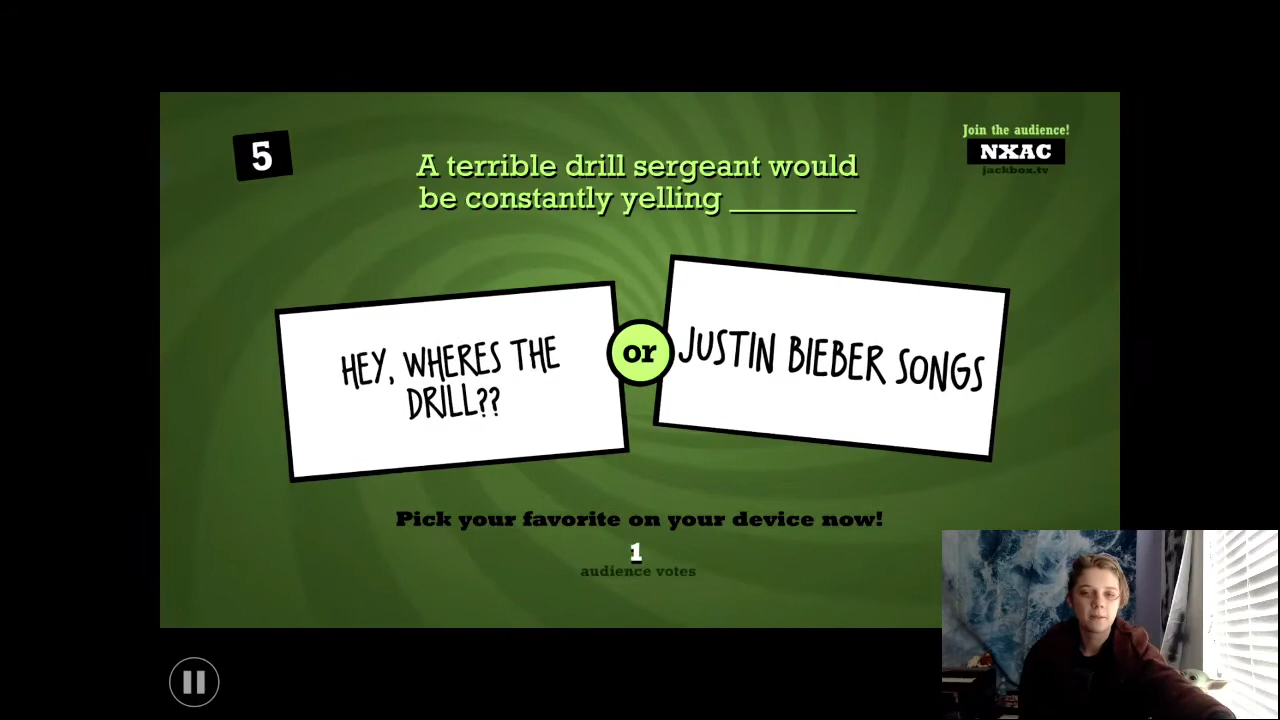 5
Join the audience!
NXAC
jackbox.tv
A terrible drill sergeant would
be constantly yelling ________
HEY, WHERES THE
DRILL??
or
JUSTIN BIEBER SONGS
Pick your favorite on your device now!
1
audience votes